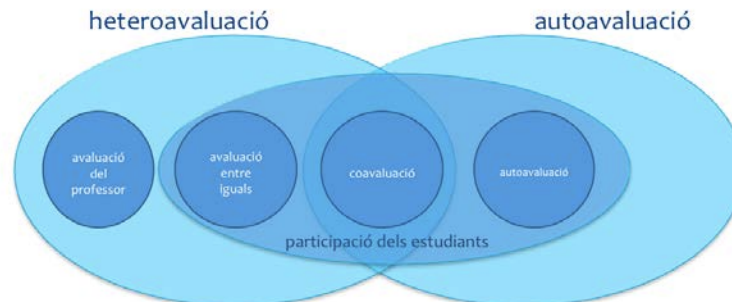 heteroavaluació
autoavaluació
avaluació
del
professor
avaluació
entre
iguals
coavaluació
autoavaluació
participació dels estudiants